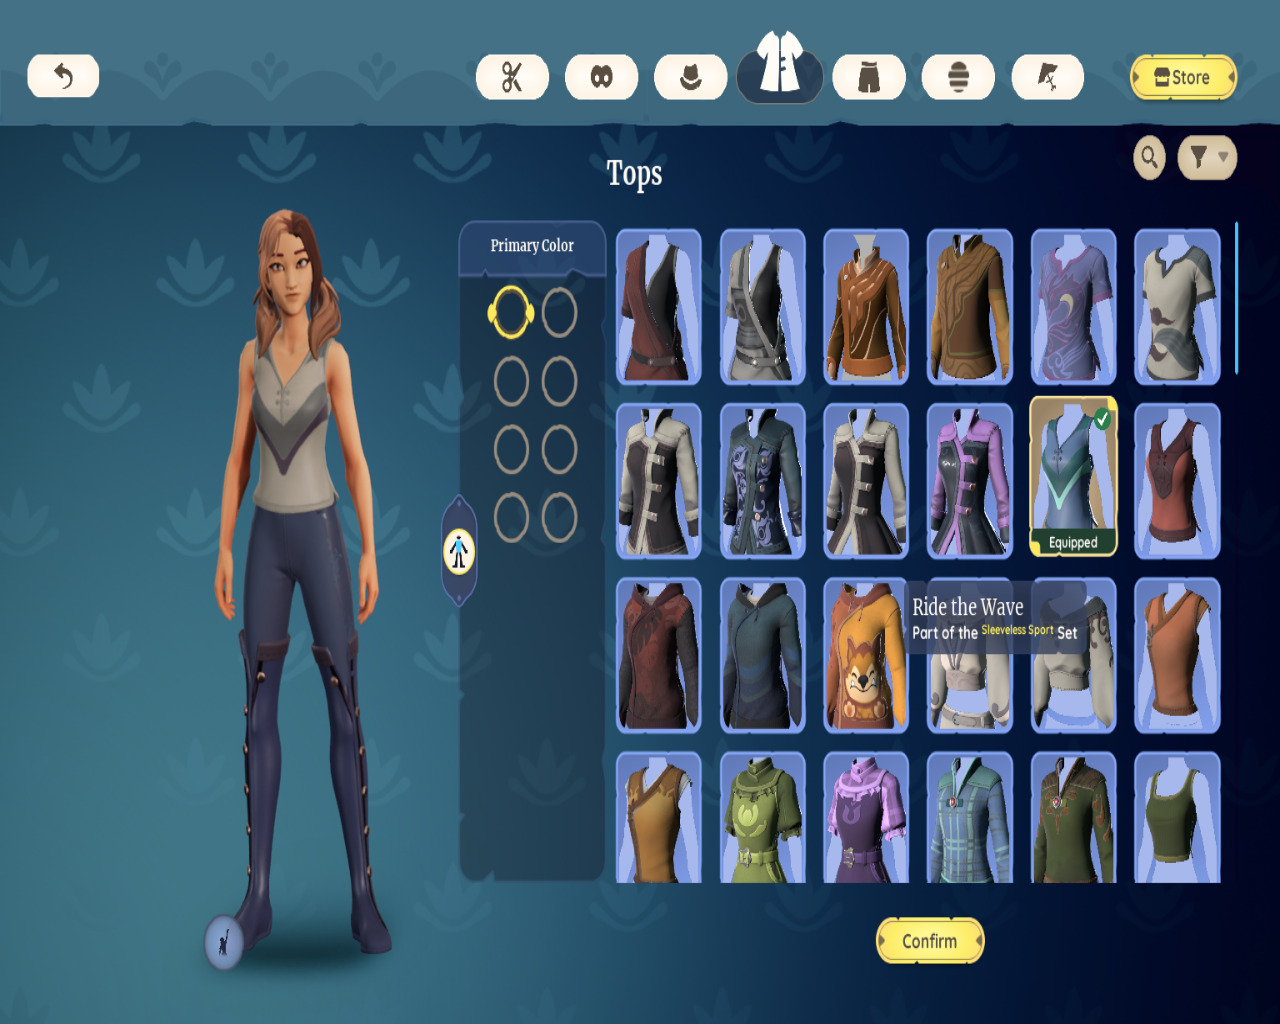 Store
Tops
Primary Color
Equipped
Ride the Wave
Part of the Sleeveless Sport Set
Confirm